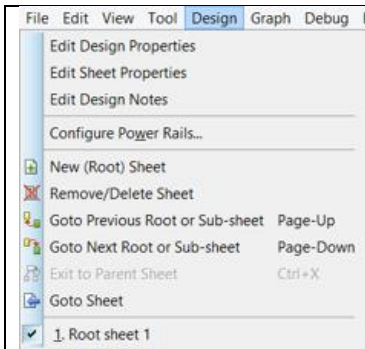 File Edit View Tool Design Graph Debug
Edit Design Properties
Edit Sheet Properties
Edit Design Notes
Configure Power Rails...
New (Root) Sheet
Remove/Delete Sheet
Goto Previous Root or Sub-sheet Page-Up
Goto Next Root or Sub-sheet Page-Down
Exit to Parent Sheet Ctrl+X
Goto Sheet
1. Root sheet 1